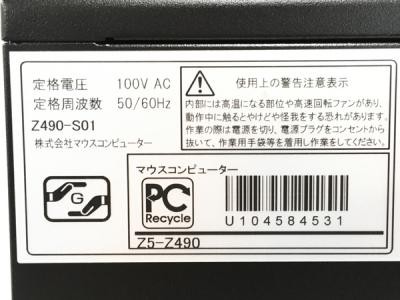 定格電圧 100V AC
定格周波数 50/60Hz
Z490-S01
株式会社マウスコンピューター
使用上の警告注意表示
内部には高温になる部位や高速回転ファンがあり、
動作中に触るとやけどや怪我をする恐れがあります。
作業の際は電源を切り、電源プラグをコンセントから
抜いて、作業用手袋等を着用し作業をしてください。
G
マウスコンピューター
PC
Recycle
U104584531
Z5-Z490